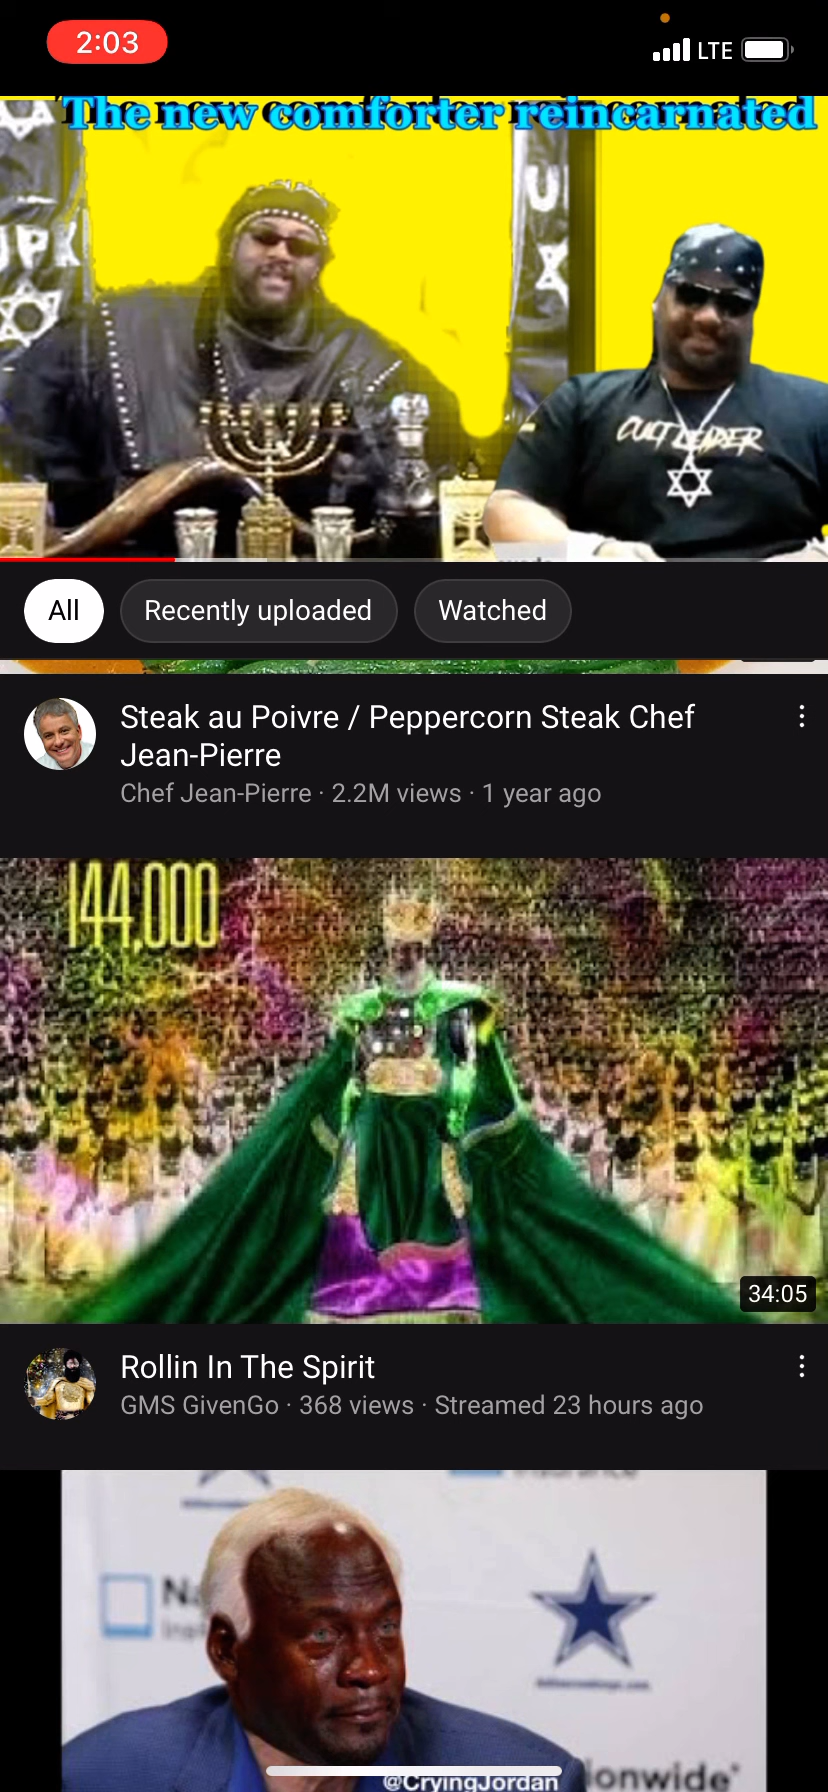 2:03
LTE
The new comforter reincarnated
UPK
U
CULT LEADER
All
Recently uploaded
Watched
Steak au Poivre / Peppercorn Steak Chef
Jean-Pierre
Chef Jean-Pierre · 2.2M views · 1 year ago
144,000
34:05
Rollin In The Spirit
GMS GivenGo · 368 views · Streamed 23 hours ago
@CryingJordan